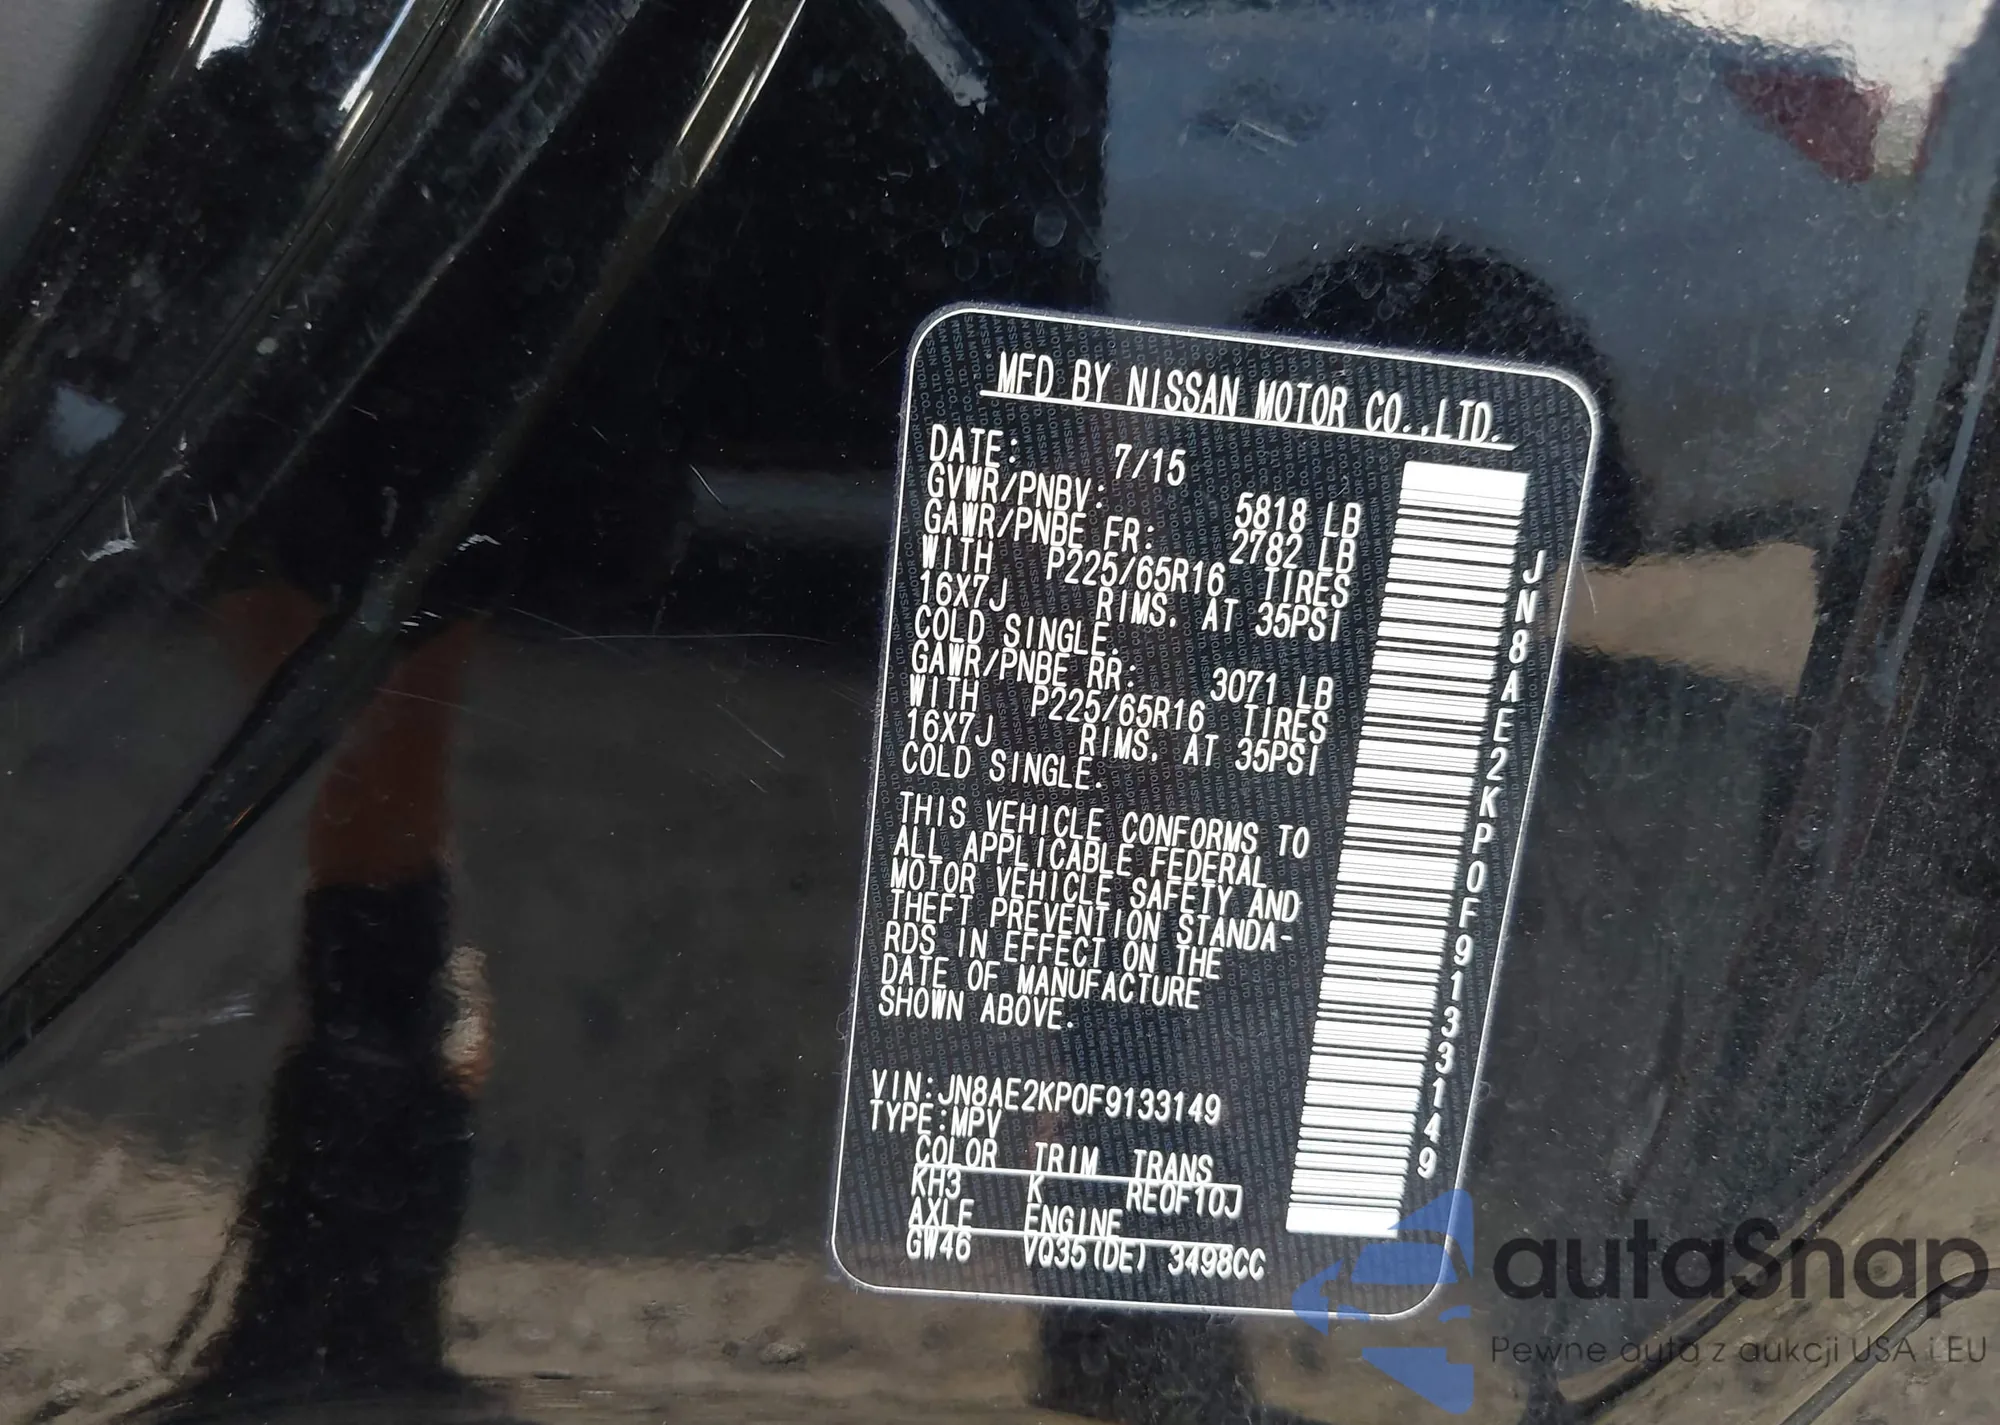 MFD BY NISSAN MOTOR CO.,LTD.
DATE: 7/15
GVWR/PNBV: 5818 LB
GAWR/PNBE FR: 2782 LB
WITH P225/65R16 TIRES
16X7J RIMS. AT 35PSI
COLD SINGLE.
GAWR/PNBE RR: 3071 LB
WITH P225/65R16 TIRES
16X7J RIMS. AT 35PSI
COLD SINGLE.
THIS VEHICLE CONFORMS TO
ALL APPLICABLE FEDERAL
MOTOR VEHICLE SAFETY AND
THEFT PREVENTION STANDA-
RDS IN EFFECT ON THE
DATE OF MANUFACTURE
SHOWN ABOVE.
VIN:JN8AE2KP0F9133149
TYPE:MPV
COLOR TRIM TRANS
KH3 K RE0F10J
AXLE ENGINE
GW46 VQ35(DE) 3498CC
JN8AE2KP0F9133149
autaSnap
Pewne auta z aukcji USA i EU